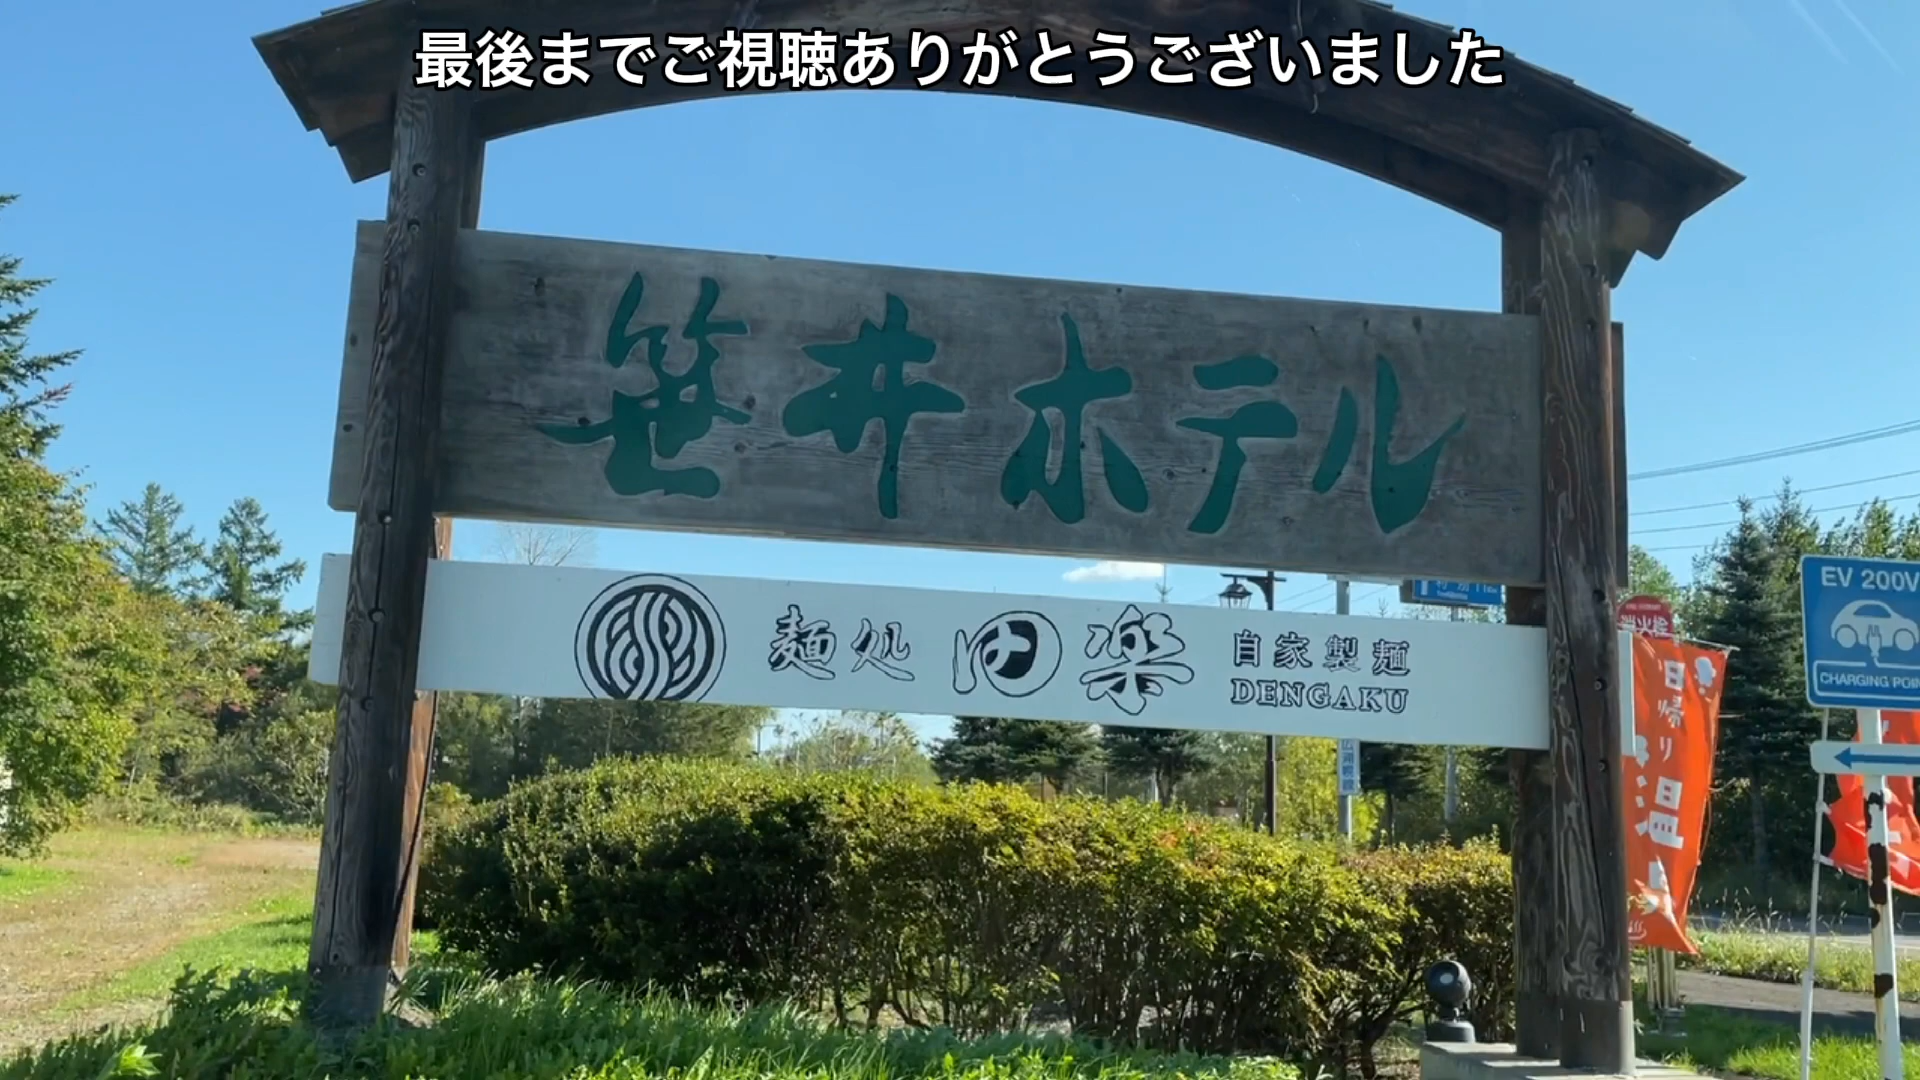 最後までご視聴ありがとうございました
笹井ホテル
麺処 田楽 自家製麺
DENGAKU
EV 200V
CHARGING POIN
消火栓
日帰り
温